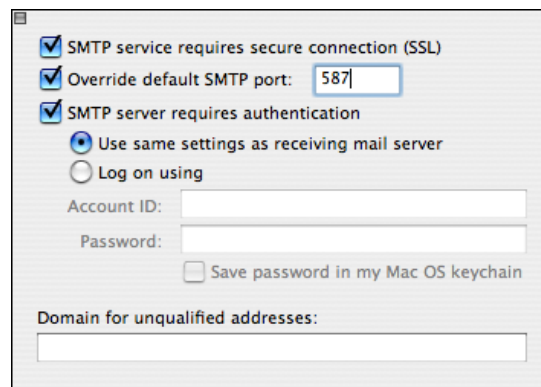 SMTP service requires secure connection (SSL)
Override default SMTP port: 587
SMTP server requires authentication
Use same settings as receiving mail server
Log on using
Account ID:
Password:
Save password in my Mac OS keychain
Domain for unqualified addresses: